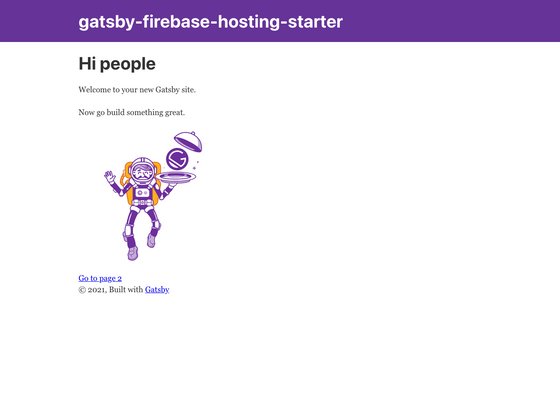 gatsby-firebase-hosting-starter
Hi people
Welcome to your new Gatsby site.
Now go build something great.
Go to page 2
© 2021, Built with Gatsby